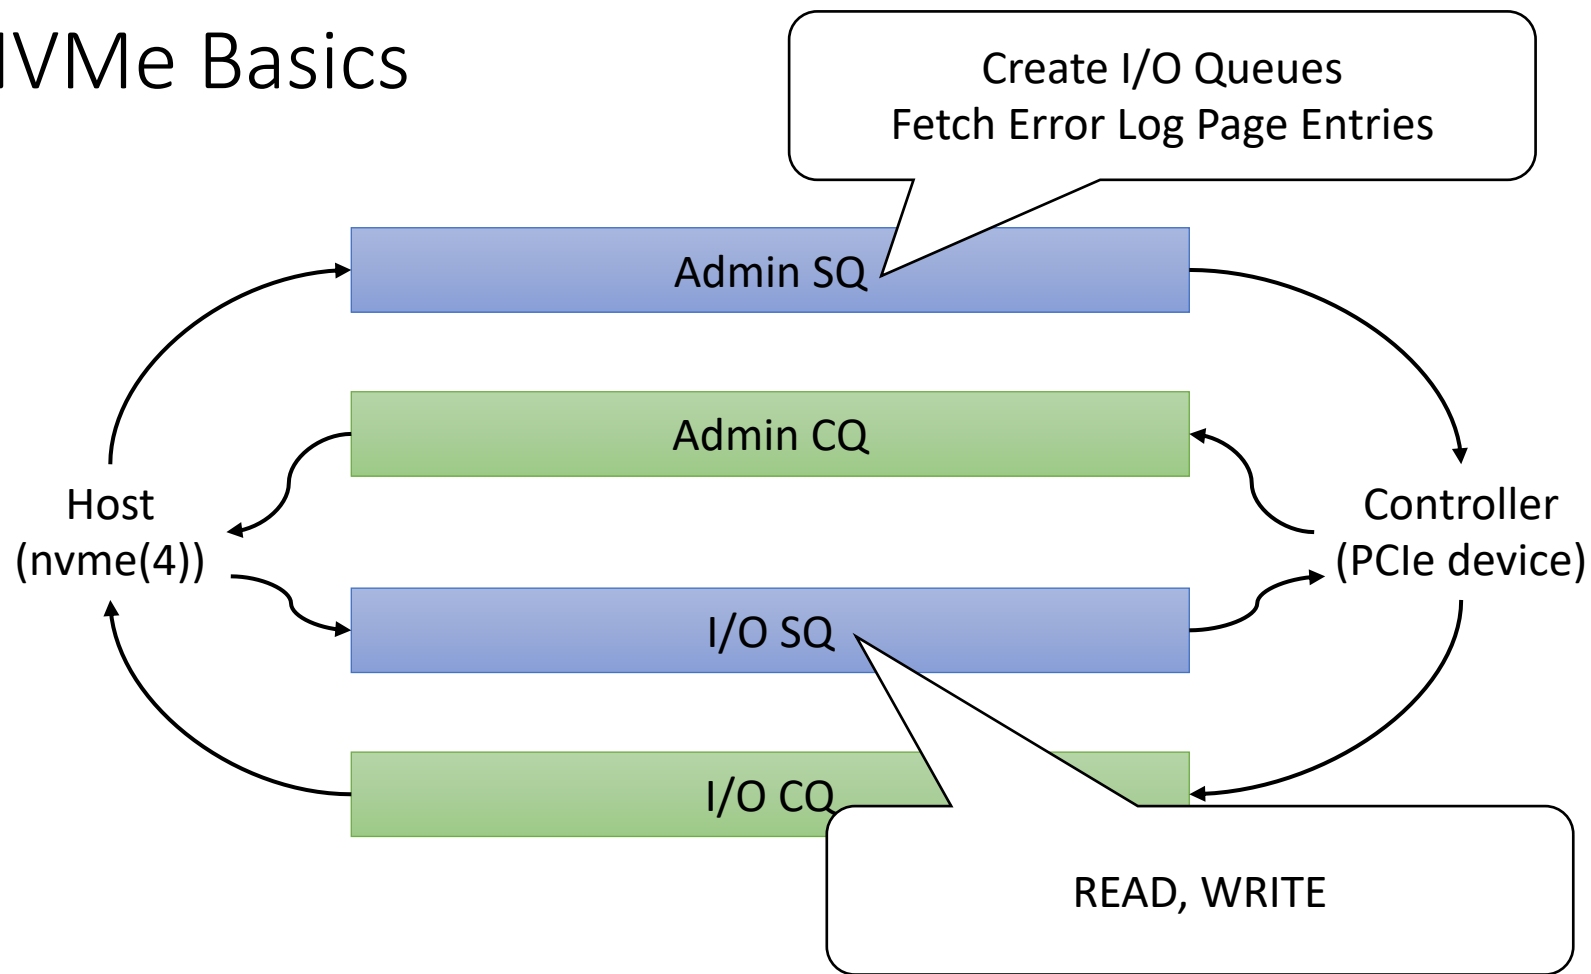 NVMe Basics
Create I/O Queues
Fetch Error Log Page Entries
Admin SQ
Admin CQ
Host
(nvme(4))
Controller
(PCIe device)
I/O SQ
I/O CQ
READ, WRITE